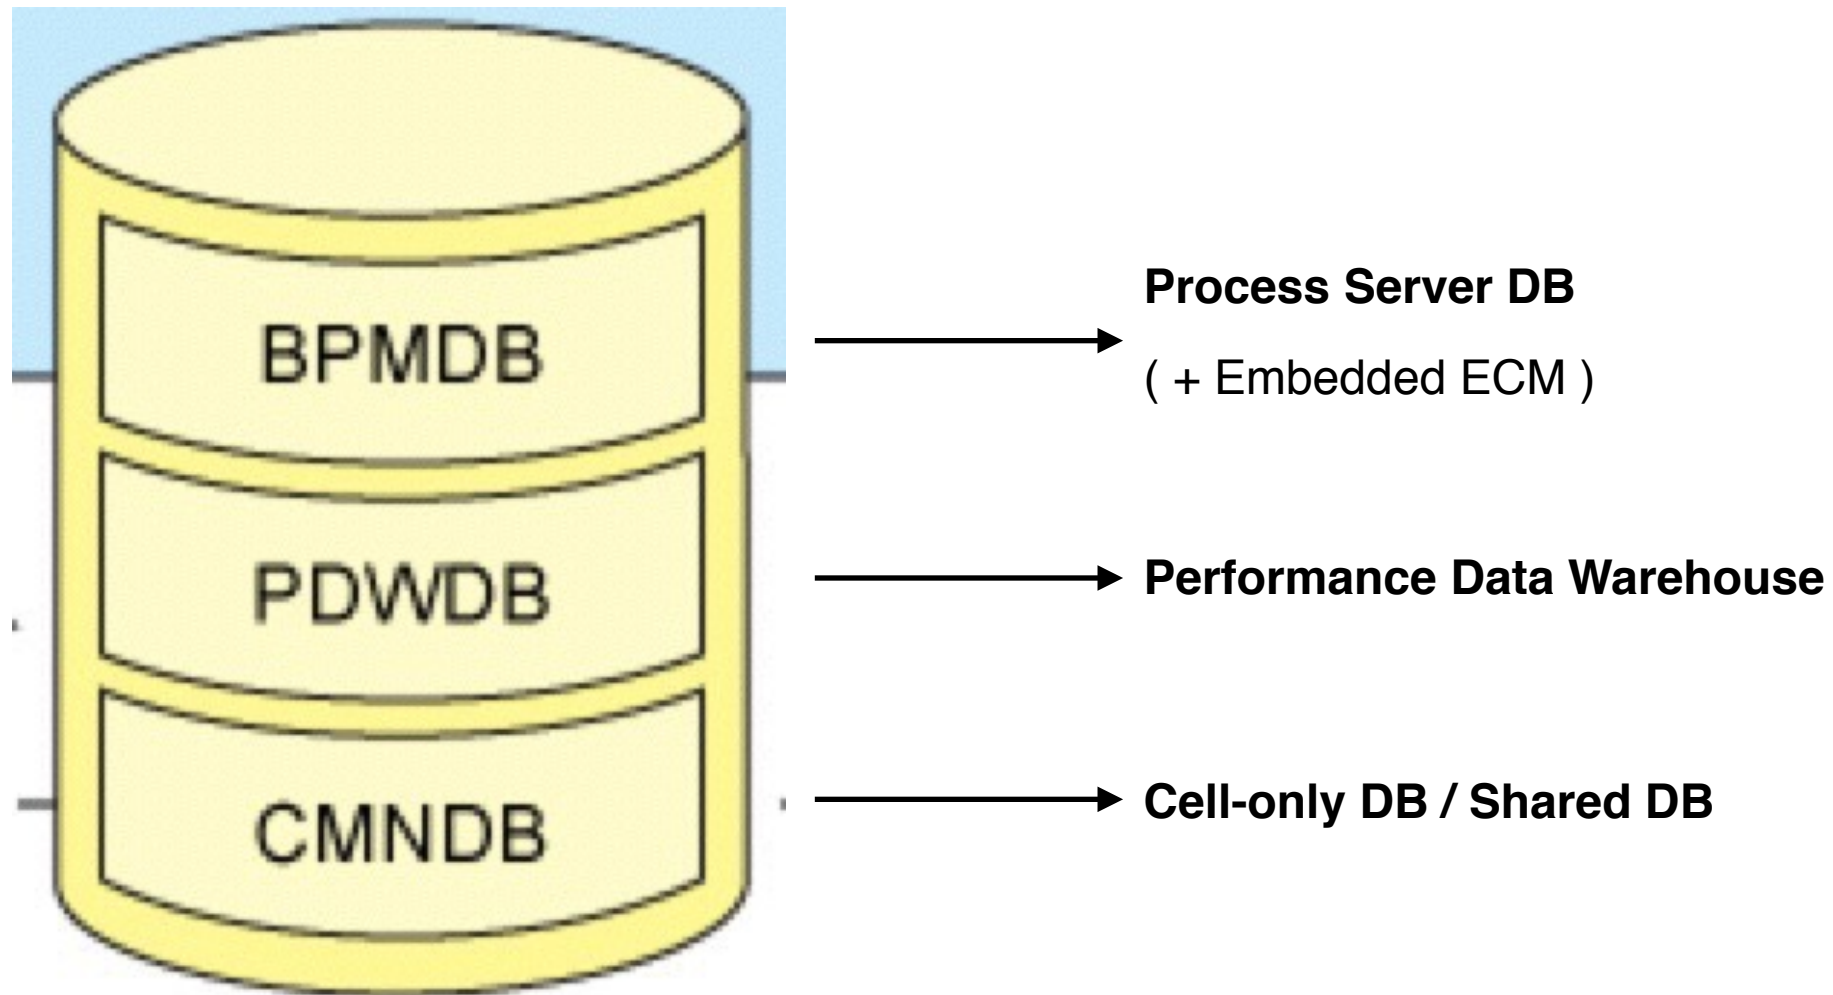 BPMDB
Process Server DB
( + Embedded ECM )
PDWDB
Performance Data Warehouse
CMNDB
Cell-only DB / Shared DB